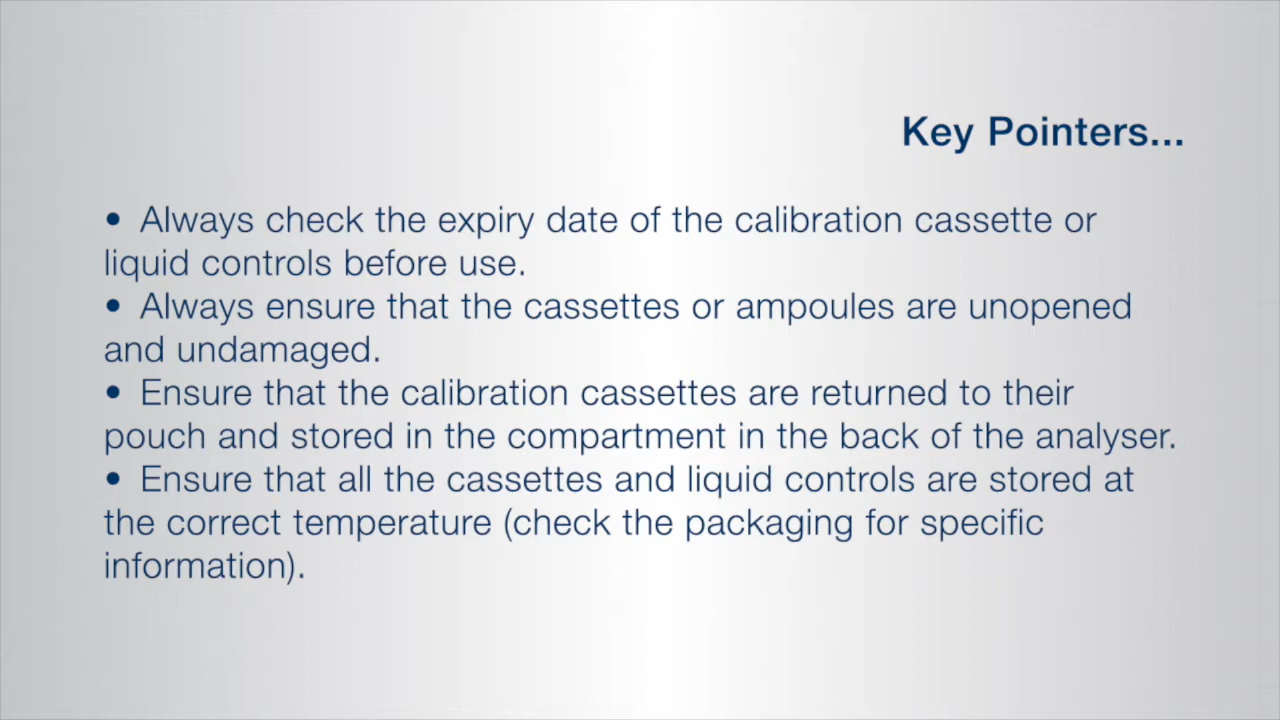 Key Pointers...
• Always check the expiry date of the calibration cassette or
liquid controls before use.
• Always ensure that the cassettes or ampoules are unopened
and undamaged.
• Ensure that the calibration cassettes are returned to their
pouch and stored in the compartment in the back of the analyser.
• Ensure that all the cassettes and liquid controls are stored at
the correct temperature (check the packaging for specific
information).